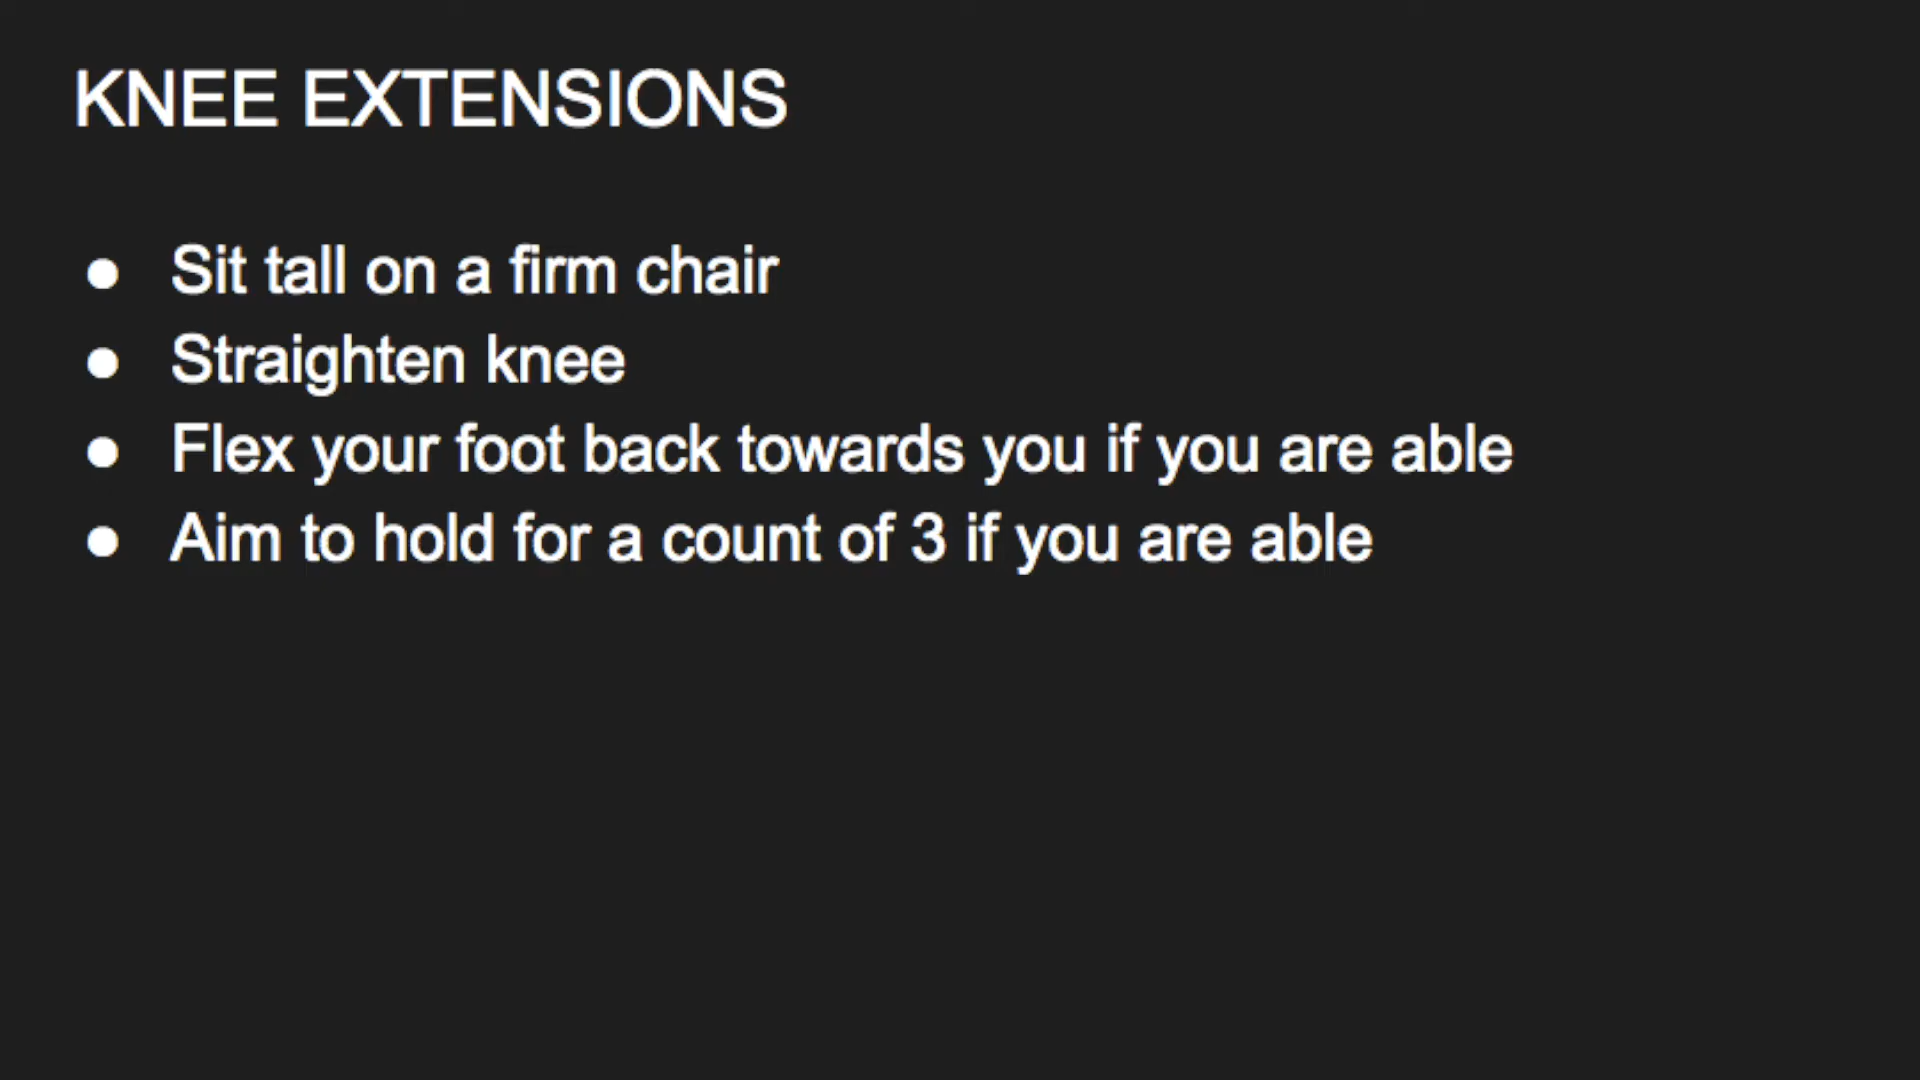 KNEE EXTENSIONS
● Sit tall on a firm chair
● Straighten knee
● Flex your foot back towards you if you are able
● Aim to hold for a count of 3 if you are able